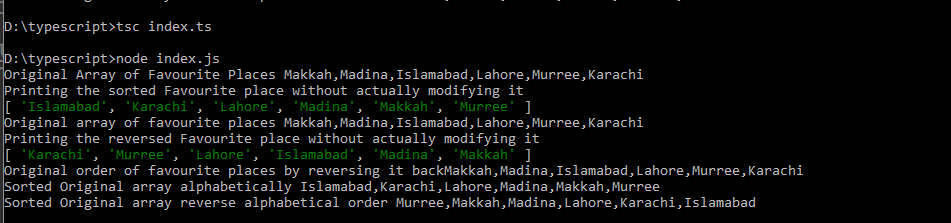 D:\typescript>tsc index.ts
D:\typescript>node index.js
Original Array of Favourite Places Makkah,Madina,Islamabad,Lahore,Murree,Karachi
Printing the sorted Favourite place without actually modifying it
[ 'Islamabad', 'Karachi', 'Lahore', 'Madina', 'Makkah', 'Murree' ]
Original array of favourite places Makkah,Madina,Islamabad,Lahore,Murree,Karachi
Printing the reversed Favourite place without actually modifying it
[ 'Karachi', 'Murree', 'Lahore', 'Islamabad', 'Madina', 'Makkah' ]
Original order of favourite places by reversing it backMakkah,Madina,Islamabad,Lahore,Murree,Karachi
Sorted Original array alphabetically Islamabad,Karachi,Lahore,Madina,Makkah,Murree
Sorted Original array reverse alphabetical order Murree,Makkah,Madina,Lahore,Karachi,Islamabad